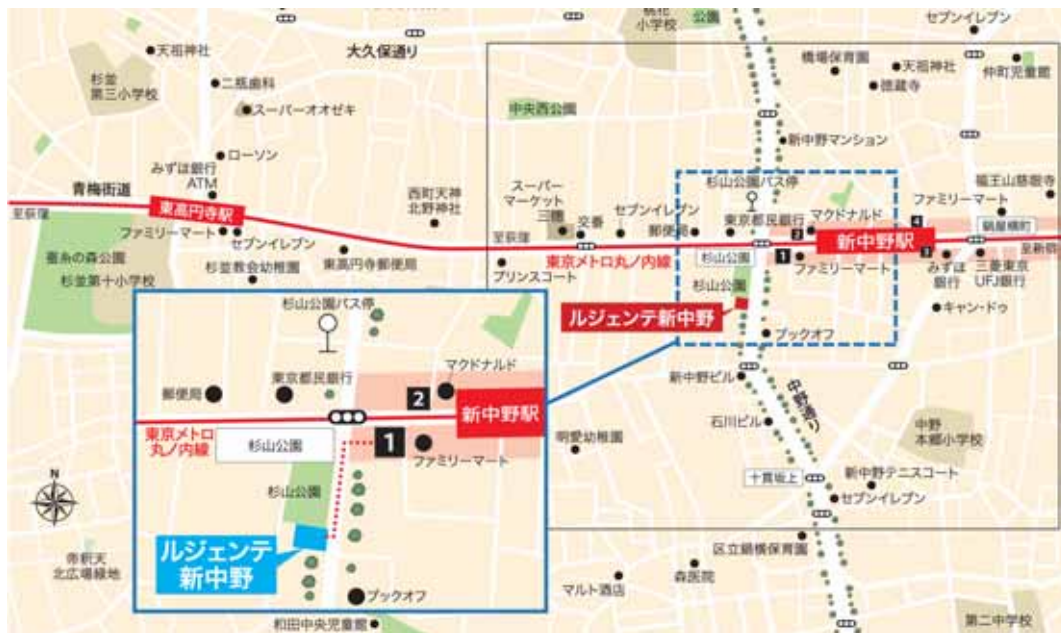 天祖神社
大久保通り
小学校
公園
セブンイレブン
杉並
第三小学校
二瓶歯科
スーパーオオゼキ
橋場保育園
天祖神社
仲町児童館
徳蔵寺
中央西公園
新中野マンション
ローソン
みずほ銀行
ATM
青梅街道
至荻窪
東高円寺駅
ファミリーマート
セブンイレブン
杉並教会幼稚園
東高円寺郵便局
蚕糸の森公園
杉並第十小学校
西町天神
北野神社
スーパー
マーケット
三徳
交番
セブンイレブン
郵便局
至荻窪
東京メトロ丸ノ内線
プリンスコート
杉山公園バス停
東京都民銀行
マクドナルド
2
4
新中野駅
杉山公園
1
ファミリーマート
3
杉山公園
ルジェンテ新中野
ファミリーマート
福王山慈眼寺
鍋屋横町
至新宿
みずほ
銀行
三菱東京
UFJ銀行
キャン・ドゥ
ブックオフ
新中野ビル
中野通り
石川ビル
明愛幼稚園
中野
本郷小学校
十貫坂上
新中野テニスコート
セブンイレブン
区立鍋横保育園
森医院
マルト酒店
第二中学校
杉山公園バス停
マクドナルド
郵便局
東京都民銀行
2
新中野駅
東京メトロ
丸ノ内線
杉山公園
1
ファミリーマート
杉山公園
ルジェンテ
新中野
ブックオフ
和田中央児童館
N
帝釈天
北広場緑地